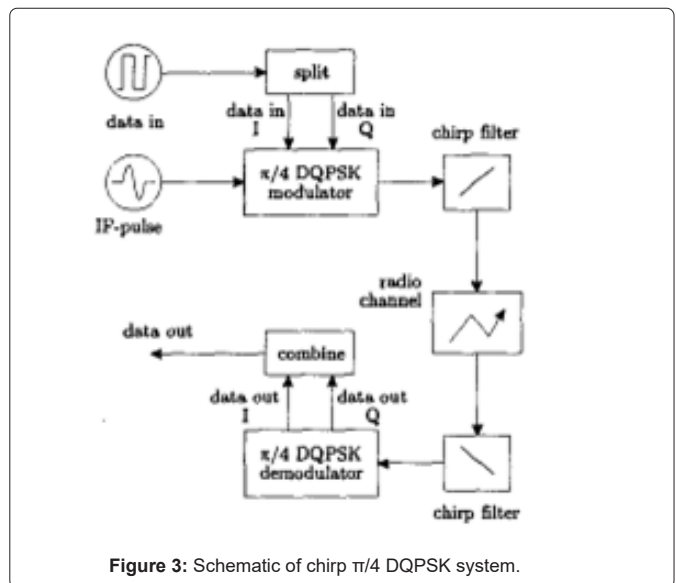 split
data in
data in
I
data in
Q
chirp filter
π/4 DQPSK
modulator
IF-pulse
radio
channel
data out
combine
data out
I
data out
Q
π/4 DQPSK
demodulator
chirp filter
Figure 3: Schematic of chirp π/4 DQPSK system.